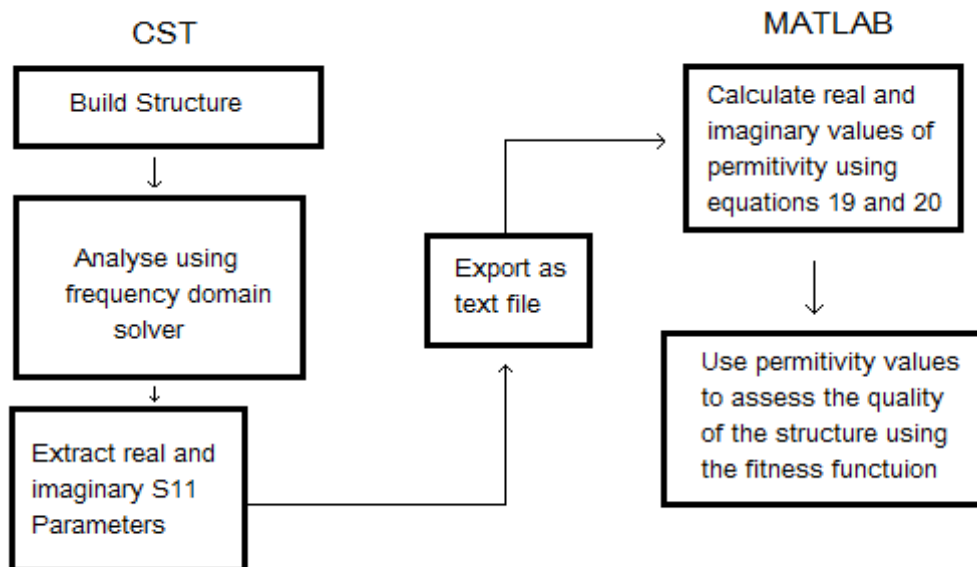 CST
Build Structure
Analyse using
frequency domain
solver
Extract real and
imaginary S11
Parameters
Export as
text file
MATLAB
Calculate real and
imaginary values of
permitivity using
equations 19 and 20
Use permitivity values
to assess the quality
of the structure using
the fitness functuion